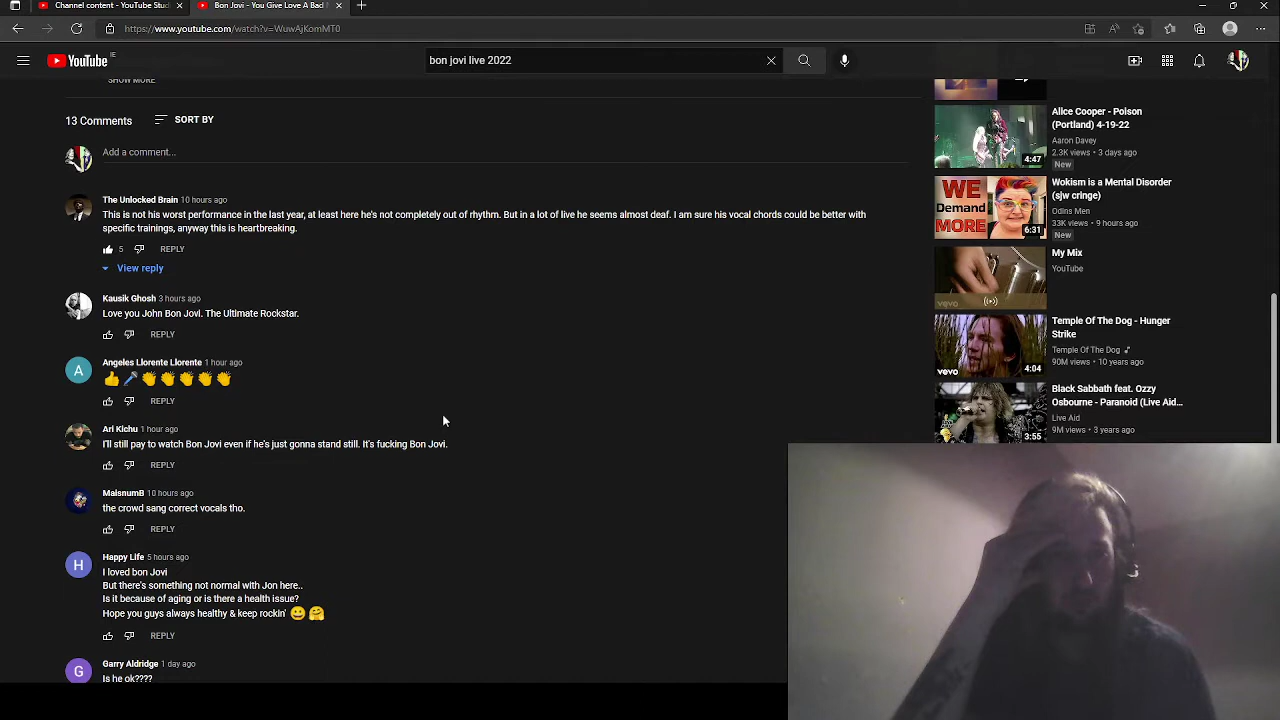 Channel content - YouTube Stud
Bon Jovi - You Give Love A Bad N
https://www.youtube.com/watch?v=WuwAjKomMT0
YouTube IE
bon jovi live 2022
SHOW MORE
13 Comments
SORT BY
Add a comment...
The Unlocked Brain 10 hours ago
This is not his worst performance in the last year, at least here he's not completely out of rhythm. But in a lot of live he seems almost deaf. I am sure his vocal chords could be better with
specific trainings, anyway this is heartbreaking.
5
REPLY
View reply
Kausik Ghosh 3 hours ago
Love you John Bon Jovi. The Ultimate Rockstar.
REPLY
Angeles Llorente Llorente 1 hour ago
👍🎤👏👏👏👏👏
REPLY
Ari Kichu 1 hour ago
I'll still pay to watch Bon Jovi even if he's just gonna stand still. It's fucking Bon Jovi.
REPLY
MaisnumB 10 hours ago
the crowd sang correct vocals tho.
REPLY
H
Happy Life 5 hours ago
I loved bon Jovi
But there's something not normal with Jon here..
Is it because of aging or is there a health issue?
Hope you guys always healthy & keep rockin' 😀 🤗
REPLY
G
Garry Aldridge 1 day ago
Is he ok????
A
Alice Cooper - Poison
(Portland) 4-19-22
Aaron Davey
2.3K views • 3 days ago
New
4:47
WE
Demand
MORE
6:31
Wokism is a Mental Disorder
(sjw cringe)
Odins Men
33K views • 9 hours ago
New
My Mix
YouTube
vevo
Temple Of The Dog - Hunger
Strike
Temple Of The Dog
90M views • 10 years ago
vevo
4:04
Black Sabbath feat. Ozzy
Osbourne - Paranoid (Live Aid...
Live Aid
9M views • 3 years ago
3:55